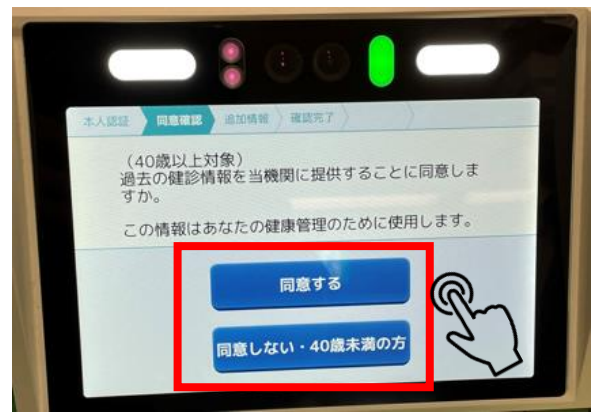 本人認証 同意確認 追加情報 確認完了
(40歳以上対象)
過去の健診情報を当機関に提供することに同意しま
すか。
この情報はあなたの健康管理のために使用します。
同意する
同意しない・40歳未満の方